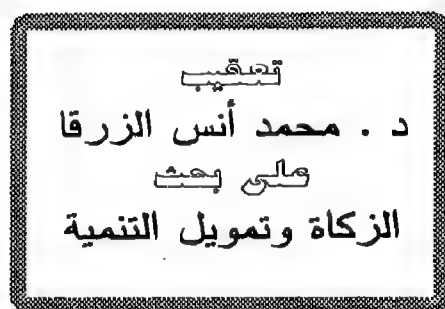 تعقيب
د . محمد أنس الزرقا
على بحث
الزكاة وتمويل التنمية